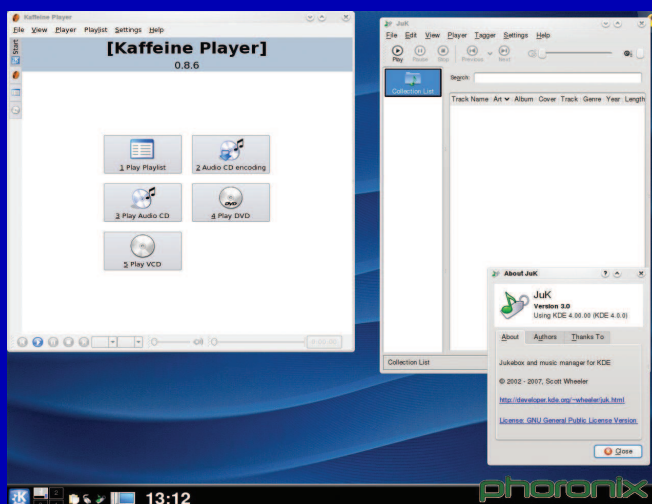 Kaffeine Player
File View Player Playlist Settings Help
Start
[Kaffeine Player]
0.8.6
1 Play Playlist
2 Audio CD encoding
3 Play Audio CD
4 Play DVD
5 Play VCD
JuK
File Edit View Player Tagger Settings Help
Play Pause Stop Previous Next
Collection List
Search:
Track Name Art Album Cover Track Genre Year Length
Collection List
About JuK
JuK
Version 3.0
Using KDE 4.00.00 (KDE 4.0.0)
About Authors Thanks To
Jukebox and music manager for KDE
© 2002 - 2007, Scott Wheeler
http://developer.kde.org/~wheeler/juk.html
License: GNU General Public License Version
Close
13:12
phoronix